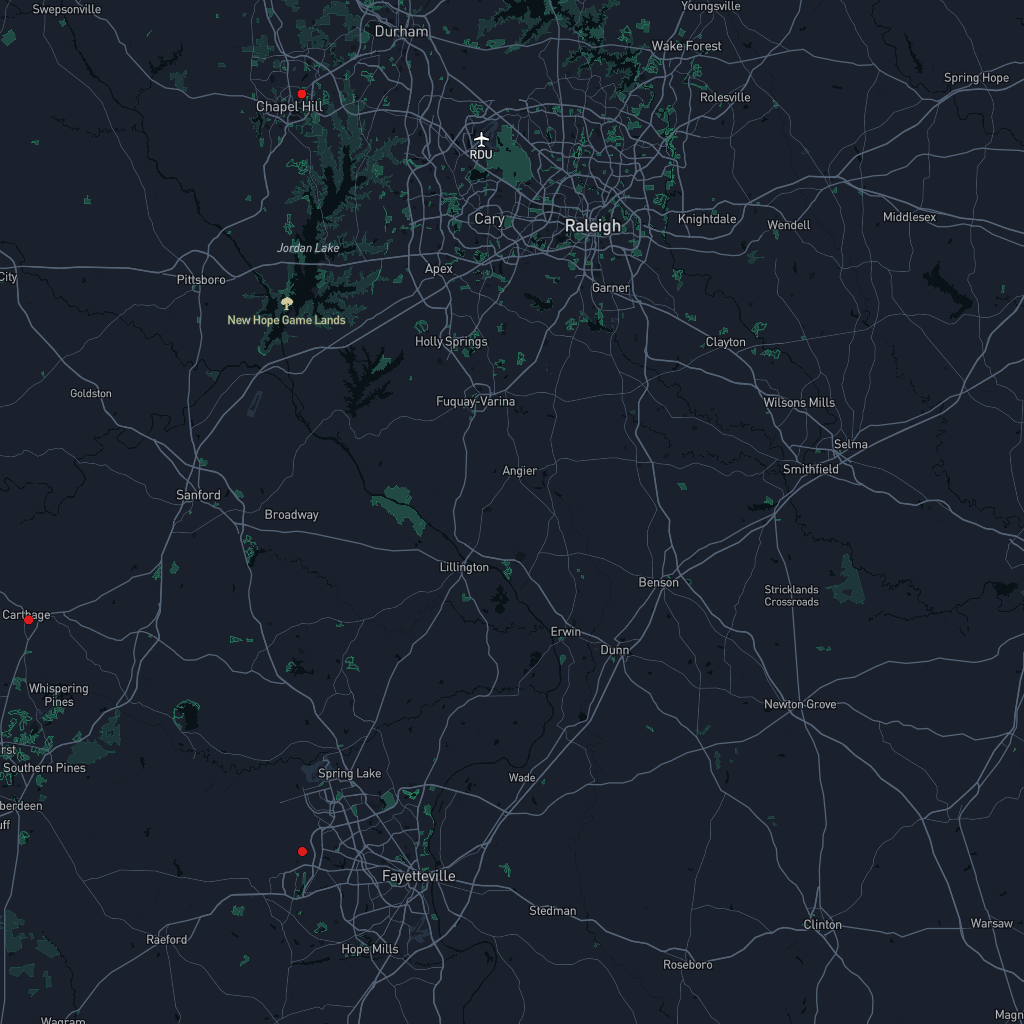 Swepsonville
Youngsville
Durham
Wake Forest
Spring Hope
Rolesville
Chapel Hill
RDU
Cary
Raleigh
Knightdale
Wendell
Middlesex
Jordan Lake
Apex
City
Pittsboro
Garner
New Hope Game Lands
Holly Springs
Clayton
Goldston
Fuquay-Varina
Wilsons Mills
Selma
Angier
Smithfield
Sanford
Broadway
Lillington
Benson
Stricklands
Crossroads
Carthage
Erwin
Dunn
Whispering
Pines
Newton Grove
rst
Southern Pines
Spring Lake
Wade
berdeen
uff
Fayetteville
Stedman
Clinton
Warsaw
Raeford
Hope Mills
Roseboro
Wagram
Magn